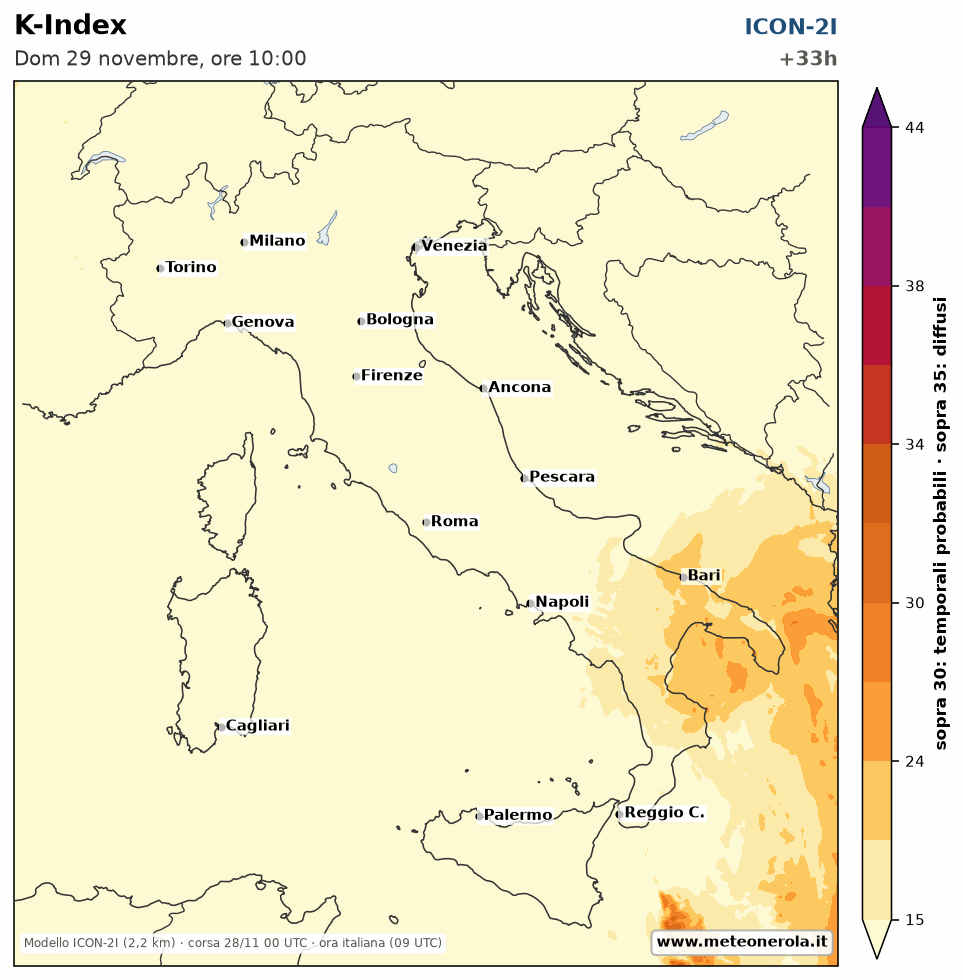 K-Index
ICON-2I
Dom 29 novembre, ore 10:00
+33h
44
Milano
Venezia
Torino
38
Genova
Bologna
Firenze
Ancona
34
Pescara
Roma
Bari
Napoli
30
sopra 30: temporali probabili · sopra 35: diffusi
Cagliari
24
Palermo
Reggio C.
15
Modello ICON-2I (2,2 km) · corsa 28/11 00 UTC · ora italiana (09 UTC)
www.meteonerola.it